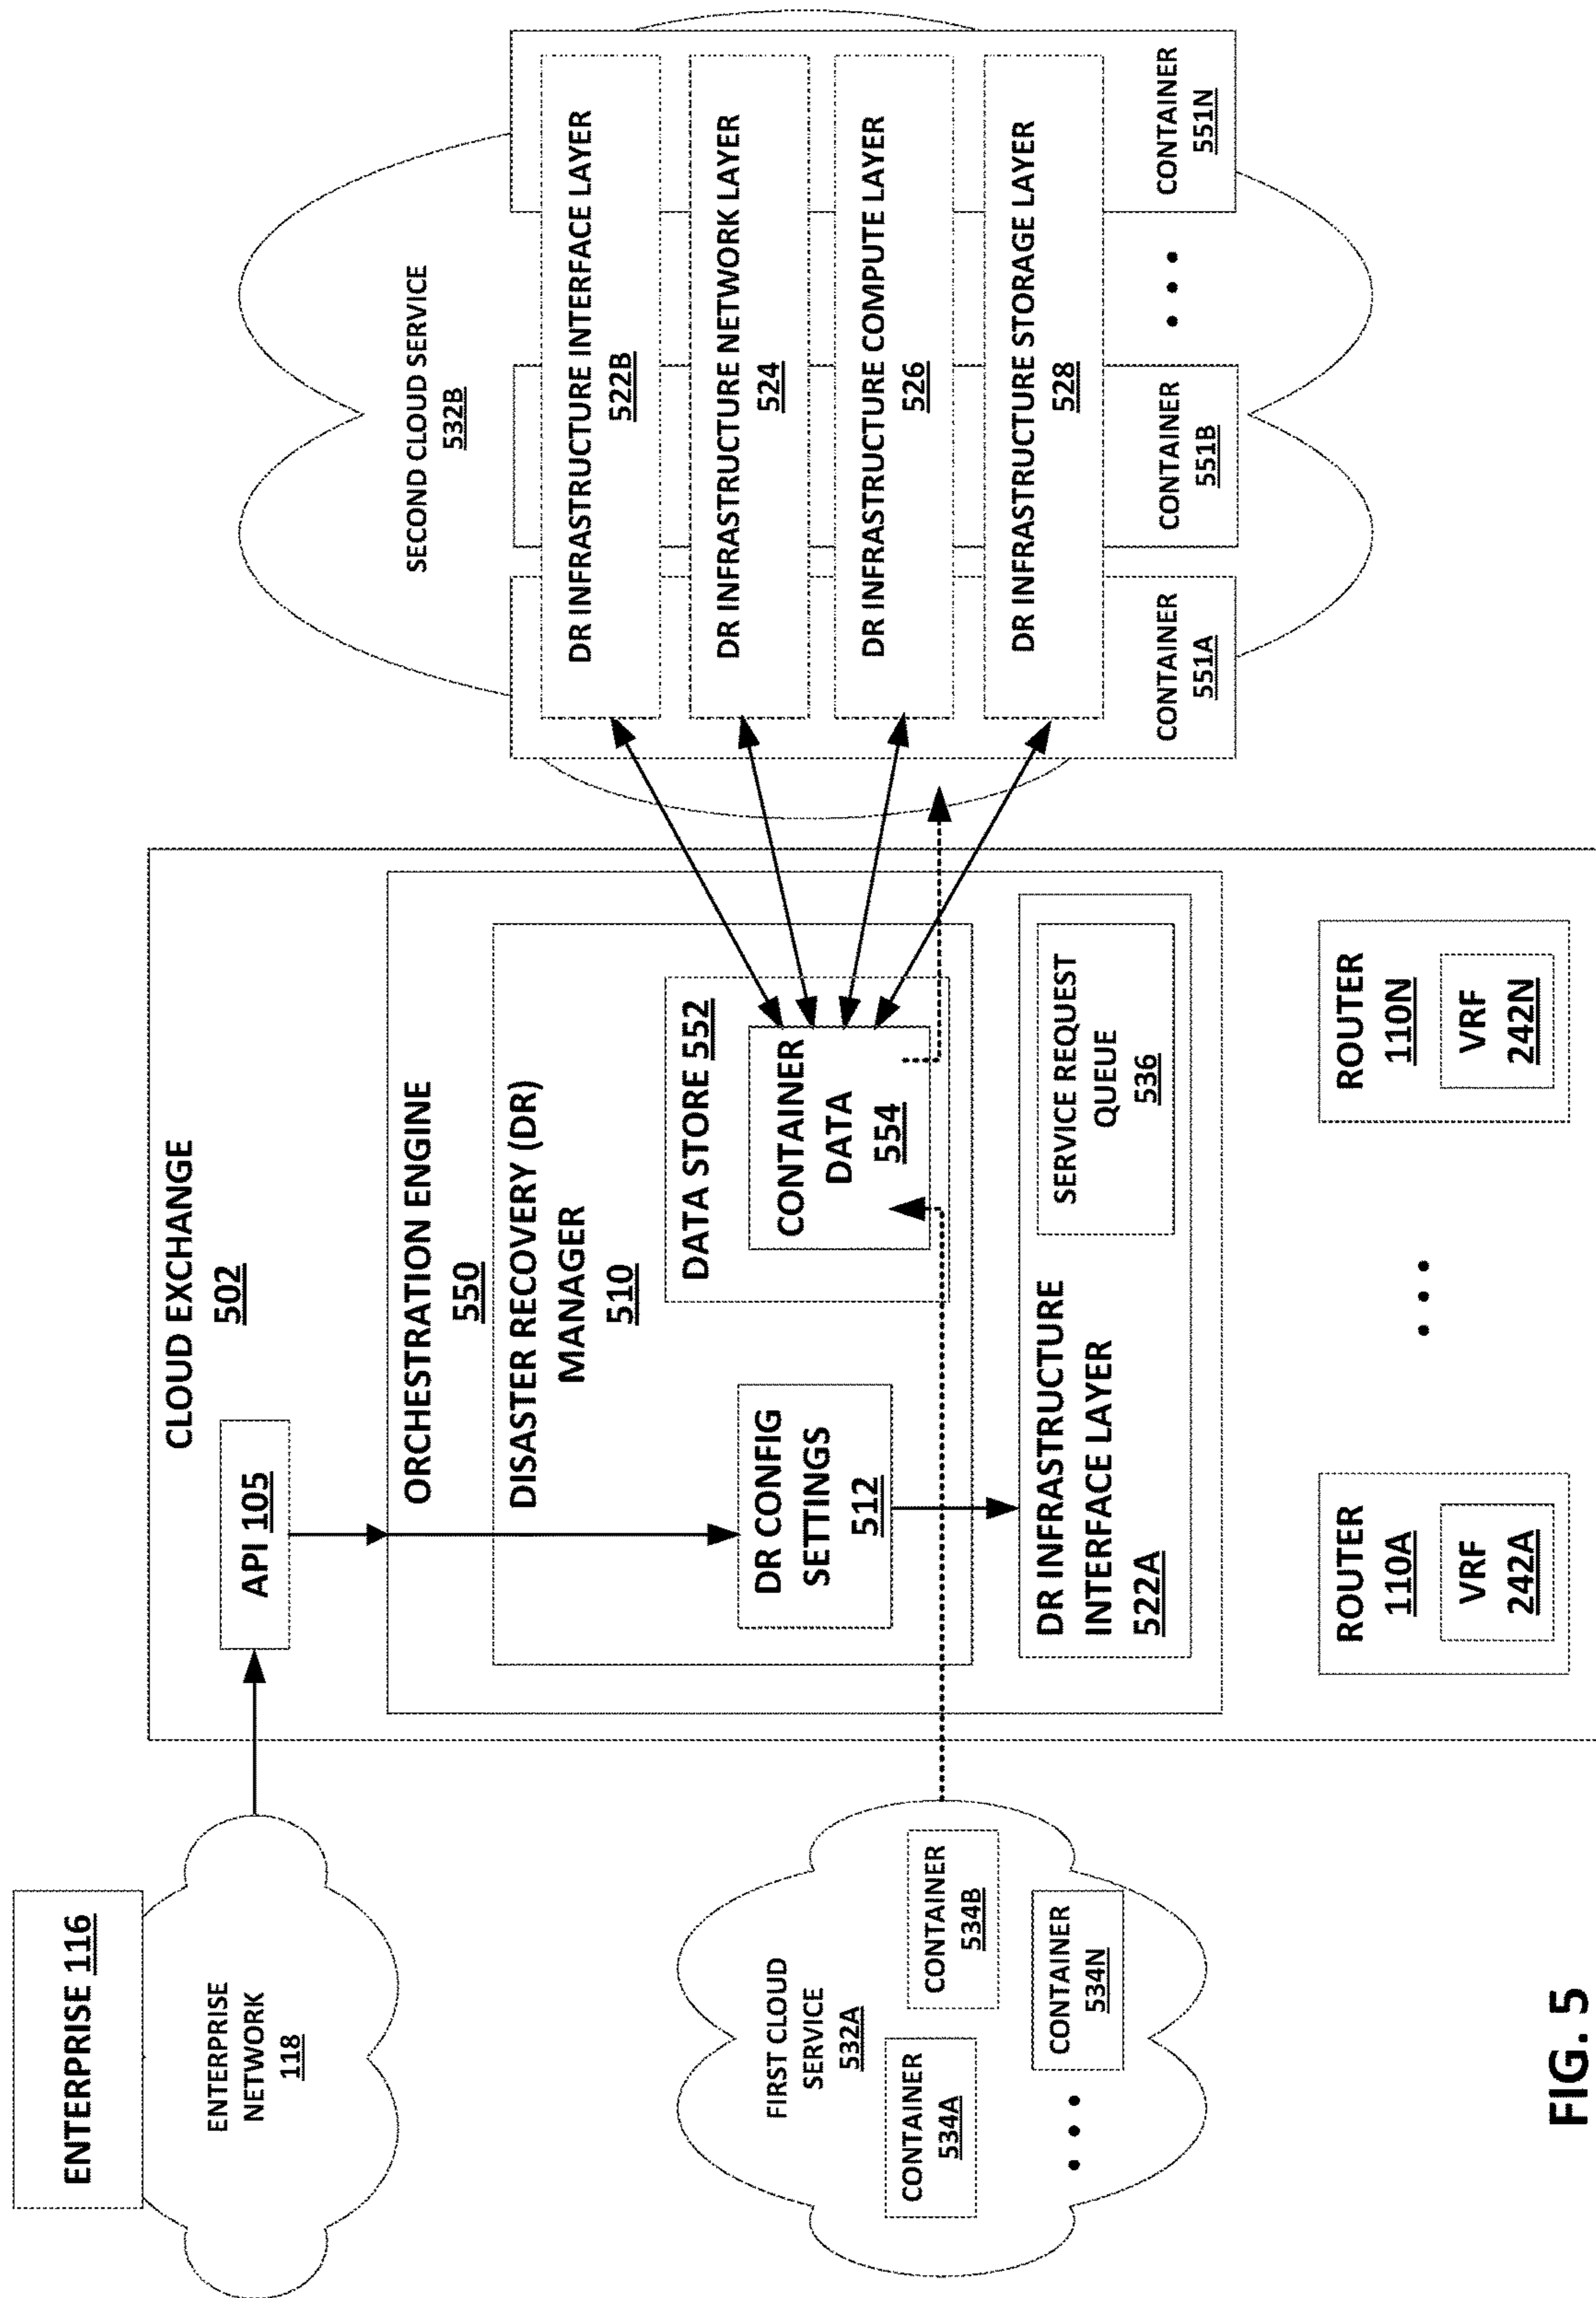 ENTERPRISE 116
ENTERPRISE
NETWORK
118
FIRST CLOUD
SERVICE
532A
CONTAINER
534A
CONTAINER
534B
CONTAINER
534N
• • •
CLOUD EXCHANGE
502
API 105
ORCHESTRATION ENGINE
550
DISASTER RECOVERY (DR)
MANAGER
510
DR CONFIG
SETTINGS
512
DATA STORE 552
CONTAINER
DATA
554
DR INFRASTRUCTURE
INTERFACE LAYER
522A
SERVICE REQUEST
QUEUE
536
ROUTER
110A
VRF
242A
• • •
ROUTER
110N
VRF
242N
SECOND CLOUD SERVICE
532B
DR INFRASTRUCTURE INTERFACE LAYER
522B
DR INFRASTRUCTURE NETWORK LAYER
524
DR INFRASTRUCTURE COMPUTE LAYER
526
DR INFRASTRUCTURE STORAGE LAYER
528
CONTAINER
551A
CONTAINER
551B
• • •
CONTAINER
551N
FIG. 5